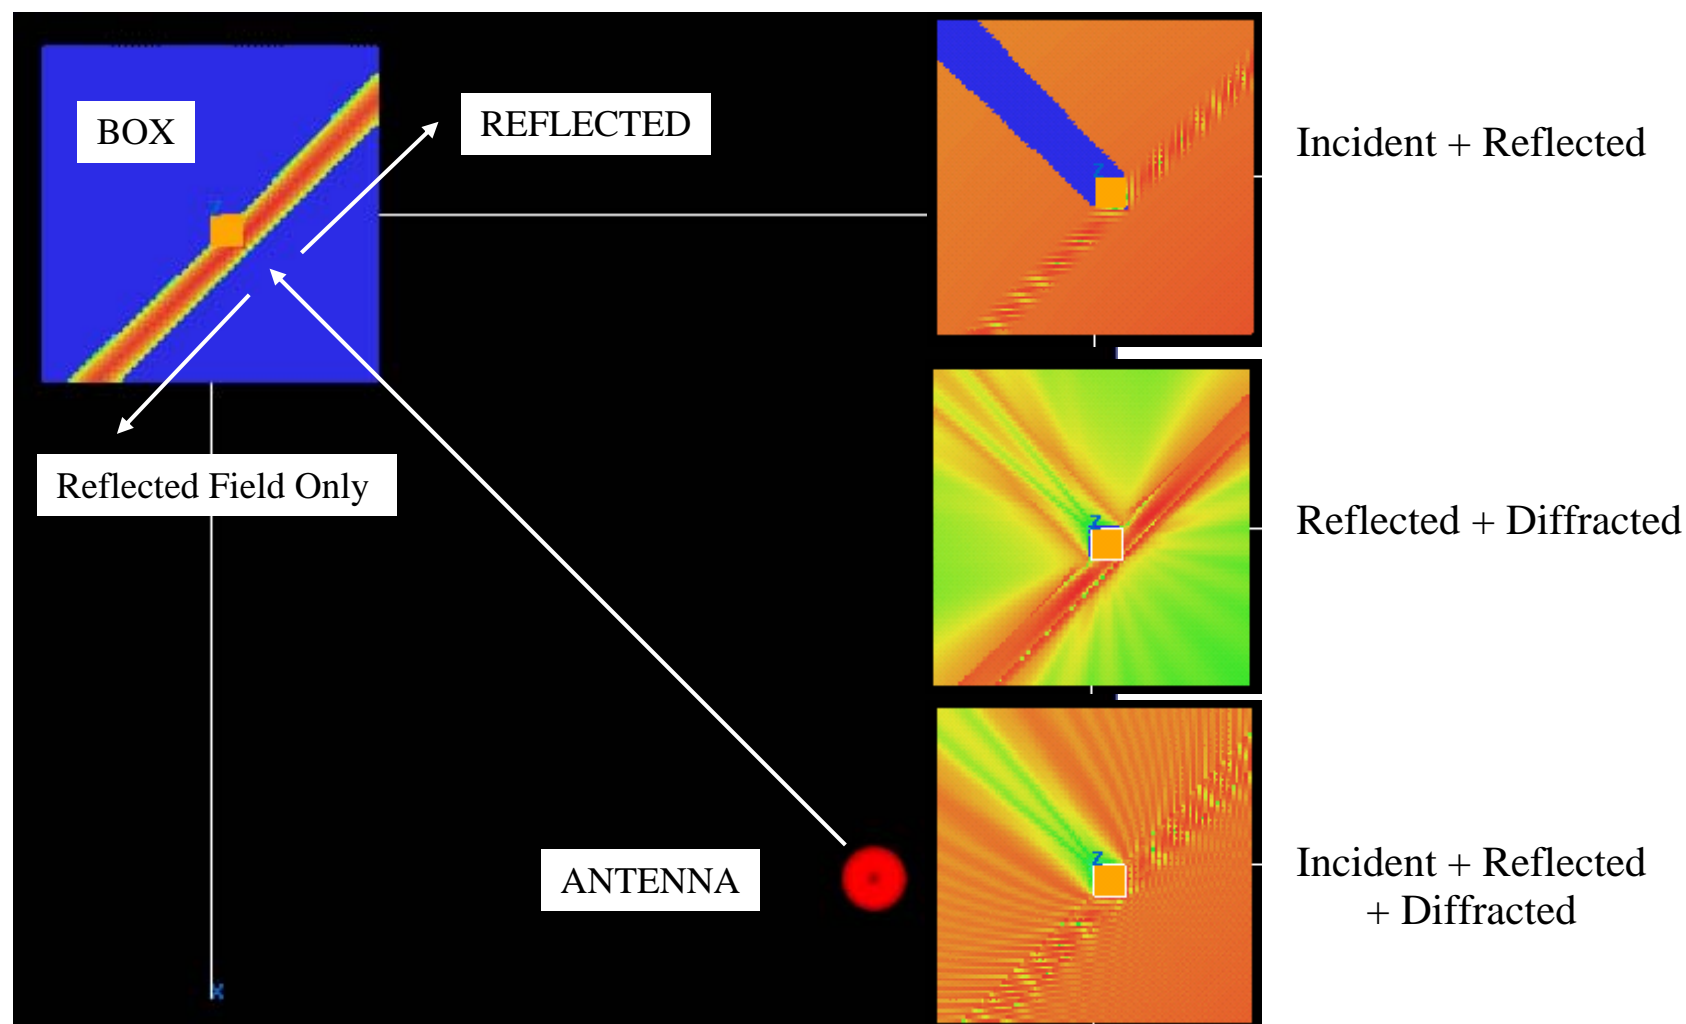 BOX
REFLECTED
Incident + Reflected
Z
Z
Reflected Field Only
Reflected + Diffracted
Z
ANTENNA
Z
Incident + Reflected
+ Diffracted
X